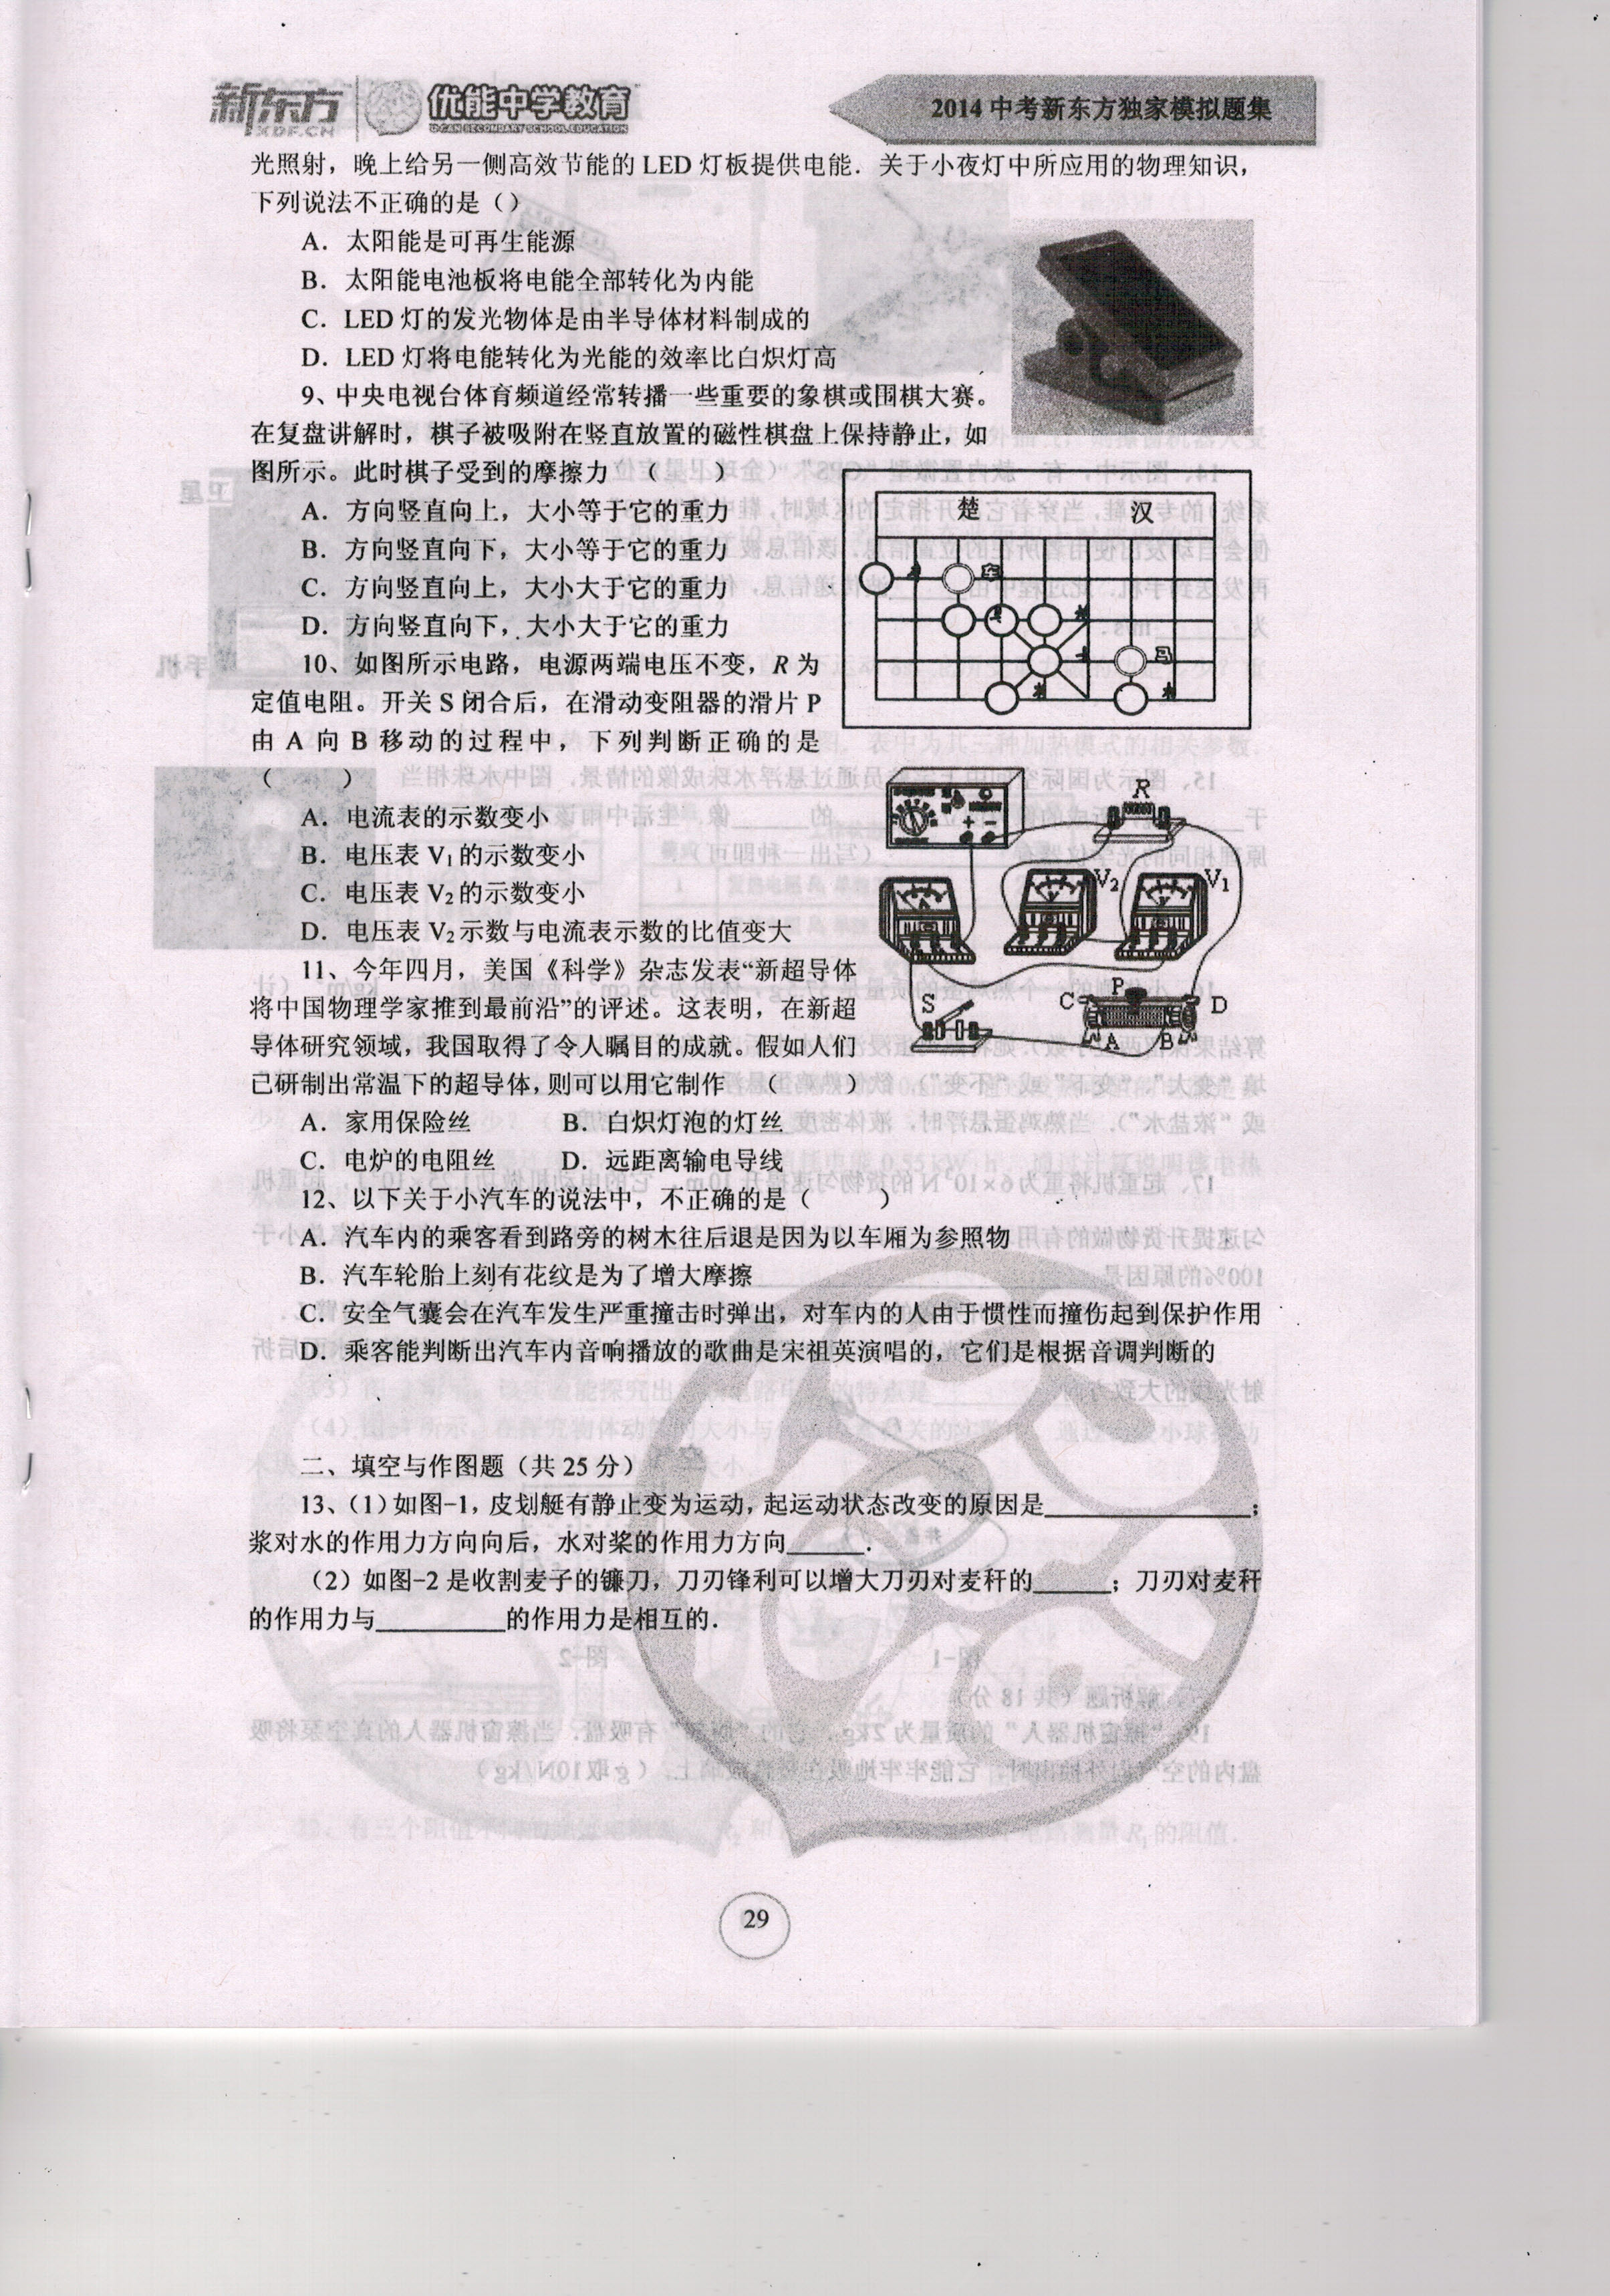 新东方
XDF.CN
优能中学教育
U-CAN SECONDARY SCHOOL EDUCATION
2014中考新东方独家模拟题集
光照射，晚上给另一侧高效节能的 LED 灯板提供电能．关于小夜灯中所应用的物理知识，
下列说法不正确的是（）
A．太阳能是可再生能源
B．太阳能电池板将电能全部转化为内能
C．LED 灯的发光物体是由半导体材料制成的
D．LED 灯将电能转化为光能的效率比白炽灯高
9、中央电视台体育频道经常转播一些重要的象棋或围棋大赛。
在复盘讲解时，棋子被吸附在竖直放置的磁性棋盘上保持静止，如
图所示。此时棋子受到的摩擦力 （ ）
A．方向竖直向上，大小等于它的重力
B．方向竖直向下，大小等于它的重力
C．方向竖直向上，大小大于它的重力
D．方向竖直向下，大小大于它的重力
楚 汉
车
士
马
10、如图所示电路，电源两端电压不变，R 为
定值电阻。开关 S 闭合后，在滑动变阻器的滑片 P
由 A 向 B 移动的过程中，下列判断正确的是
（ ）
A．电流表的示数变小
B．电压表 V₁ 的示数变小
C．电压表 V₂ 的示数变小
D．电压表 V₂ 示数与电流表示数的比值变大
R
V₂
V₁
S
C
P
D
A
B
11、今年四月，美国《科学》杂志发表“新超导体
将中国物理学家推到最前沿”的评述。这表明，在新超
导体研究领域，我国取得了令人瞩目的成就。假如人们
已研制出常温下的超导体，则可以用它制作 （ ）
A．家用保险丝 B．白炽灯泡的灯丝
C．电炉的电阻丝 D．远距离输电导线
12、以下关于小汽车的说法中，不正确的是（ ）
A．汽车内的乘客看到路旁的树木往后退是因为以车厢为参照物
B．汽车轮胎上刻有花纹是为了增大摩擦
C．安全气囊会在汽车发生严重撞击时弹出，对车内的人由于惯性而撞伤起到保护作用
D．乘客能判断出汽车内音响播放的歌曲是宋祖英演唱的，它们是根据音调判断的
二、填空与作图题（共 25 分）
13、（1）如图-1，皮划艇有静止变为运动，起运动状态改变的原因是________________；
浆对水的作用力方向向后，水对桨的作用力方向______．
（2）如图-2 是收割麦子的镰刀，刀刃锋利可以增大刀刃对麦秆的______；刀刃对麦秆
的作用力与__________的作用力是相互的．
29